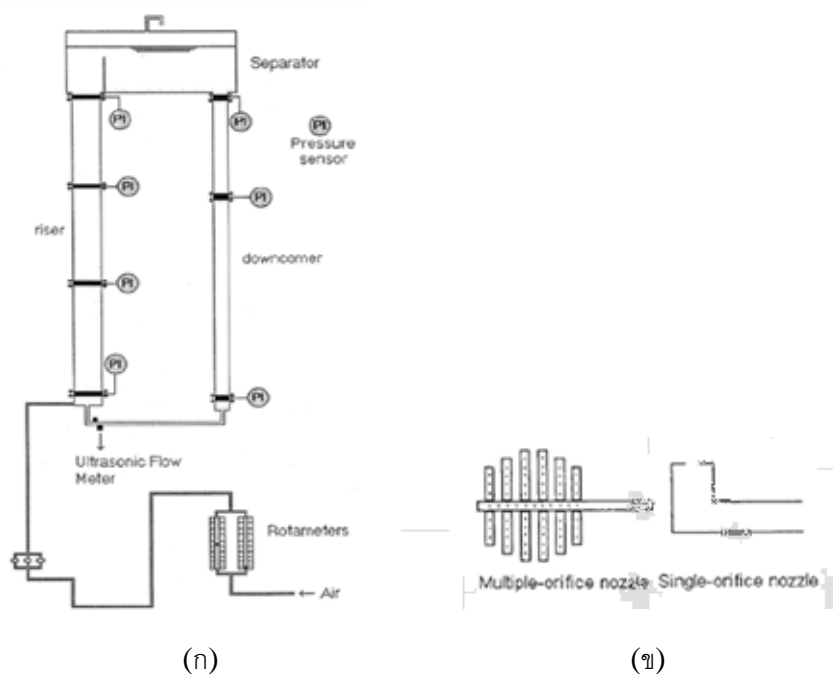 Separator
PI
PI
PI
Pressure
sensor
PI
PI
riser
downcomer
PI
PI
PI
Ultrasonic Flow
Meter
Rotameters
← Air
Multiple-orifice nozzle
Single-orifice nozzle
(ก)
(ข)